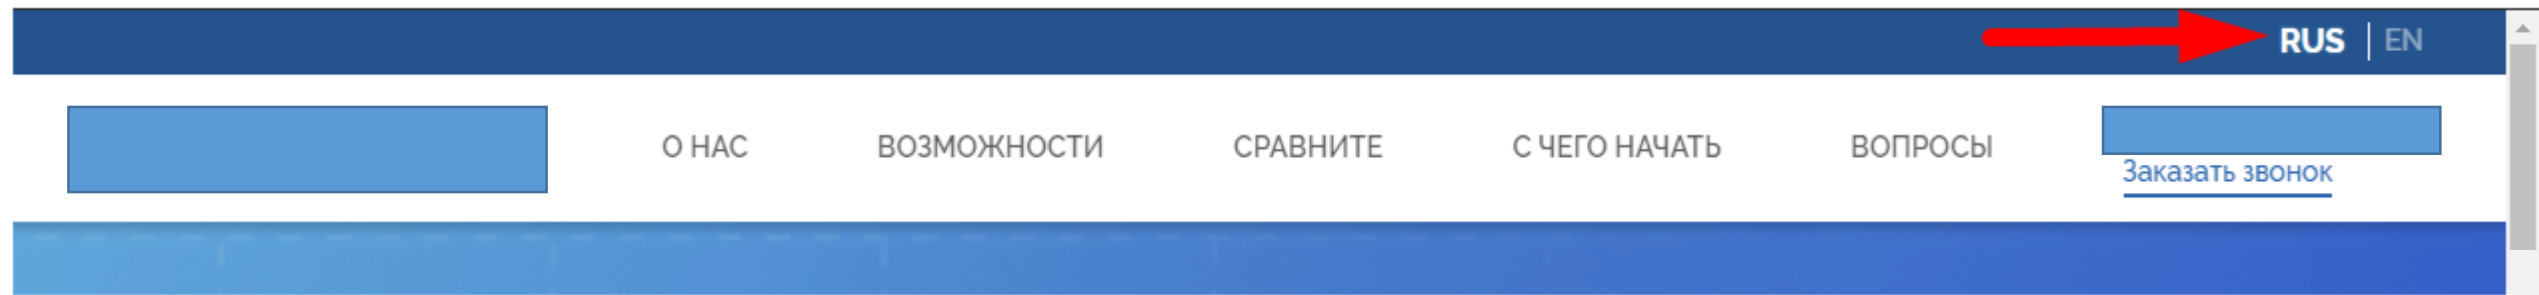 RUS | EN
О НАС ВОЗМОЖНОСТИ СРАВНИТЕ С ЧЕГО НАЧАТЬ ВОПРОСЫ
Заказать звонок